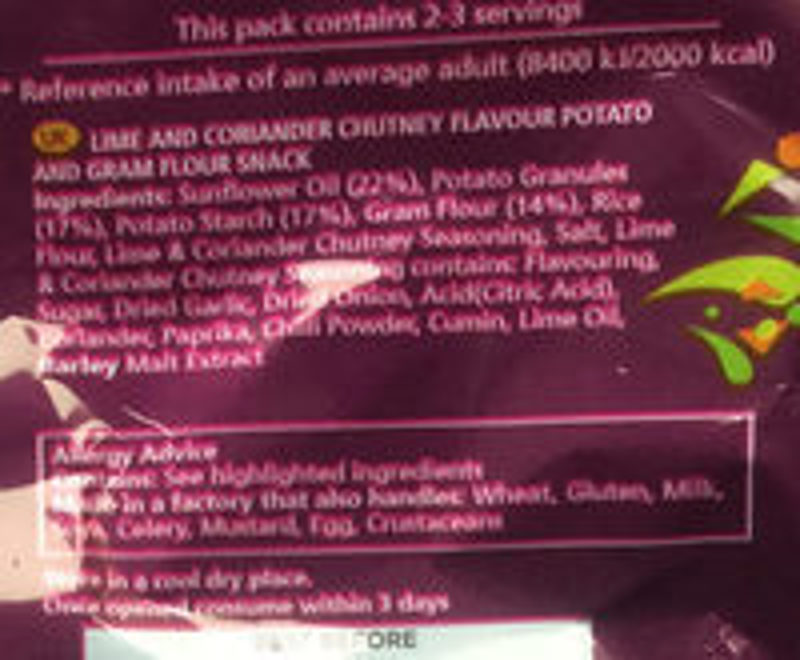 This pack contains 2-3 servings
* Reference intake of an average adult (8400 kJ/2000 kcal)
UK LIME AND CORIANDER CHUTNEY FLAVOUR POTATO
AND GRAM FLOUR SNACK
Ingredients: Sunflower Oil (22%), Potato Granules
(17%), Potato Starch (17%), Gram Flour (14%), Rice
Flour, Lime & Coriander Chutney Seasoning, Salt, Lime
& Coriander Chutney Seasoning contains: Flavouring,
Sugar, Dried Garlic, Dried Onion, Acid(Citric Acid),
Coriander, Paprika, Chilli Powder, Cumin, Lime Oil,
Barley Malt Extract
Allergy Advice
Contains: See highlighted ingredients
Made in a factory that also handles: Wheat, Gluten, Milk,
Celery, Mustard, Egg, Crustaceans
Store in a cool dry place.
Once opened consume within 3 days
BEST BEFORE